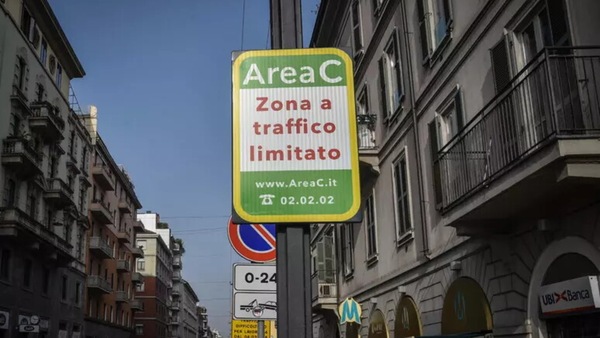 AreaC
Zona a
traffico
limitato
www.AreaC.it
☎ 02.02.02
0-24
M
UBI Banca